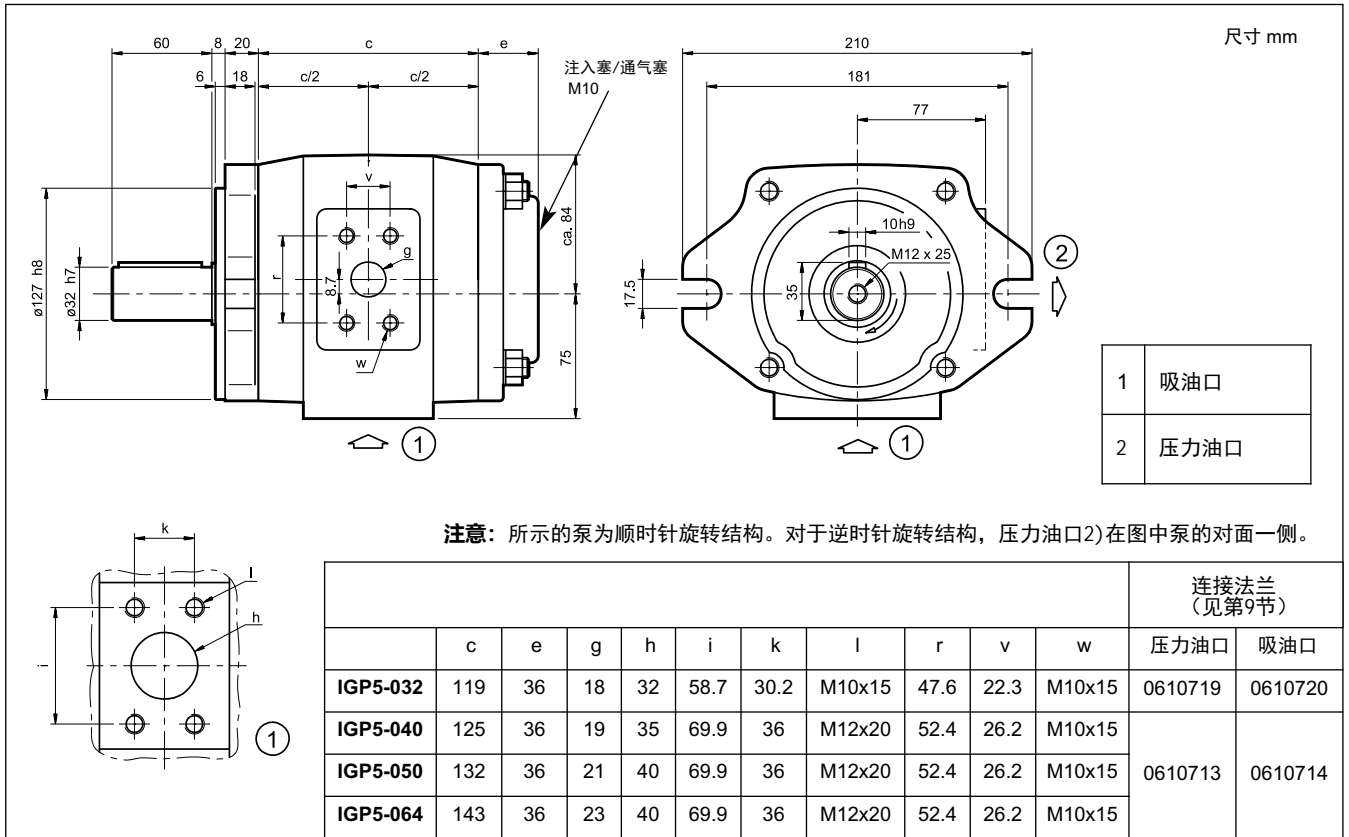 尺寸 mm
60
8
20
c
e
6
18
c/2
c/2
注入塞/通气塞
M10
210
181
77
v
g
r
8.7
w
ø127 h8
ø32 h7
ca. 84
75
1
10h9
M12 x 25
35
17.5
2
1
1 吸油口
2 压力油口
注意：所示的泵为顺时针旋转结构。对于逆时针旋转结构，压力油口2)在图中泵的对面一侧。
k
l
h
i
1
连接法兰
（见第9节）
c e g h i k l r v w 压力油口 吸油口
IGP5-032 119 36 18 32 58.7 30.2 M10x15 47.6 22.3 M10x15 0610719 0610720
IGP5-040 125 36 19 35 69.9 36 M12x20 52.4 26.2 M10x15
IGP5-050 132 36 21 40 69.9 36 M12x20 52.4 26.2 M10x15 0610713 0610714
IGP5-064 143 36 23 40 69.9 36 M12x20 52.4 26.2 M10x15